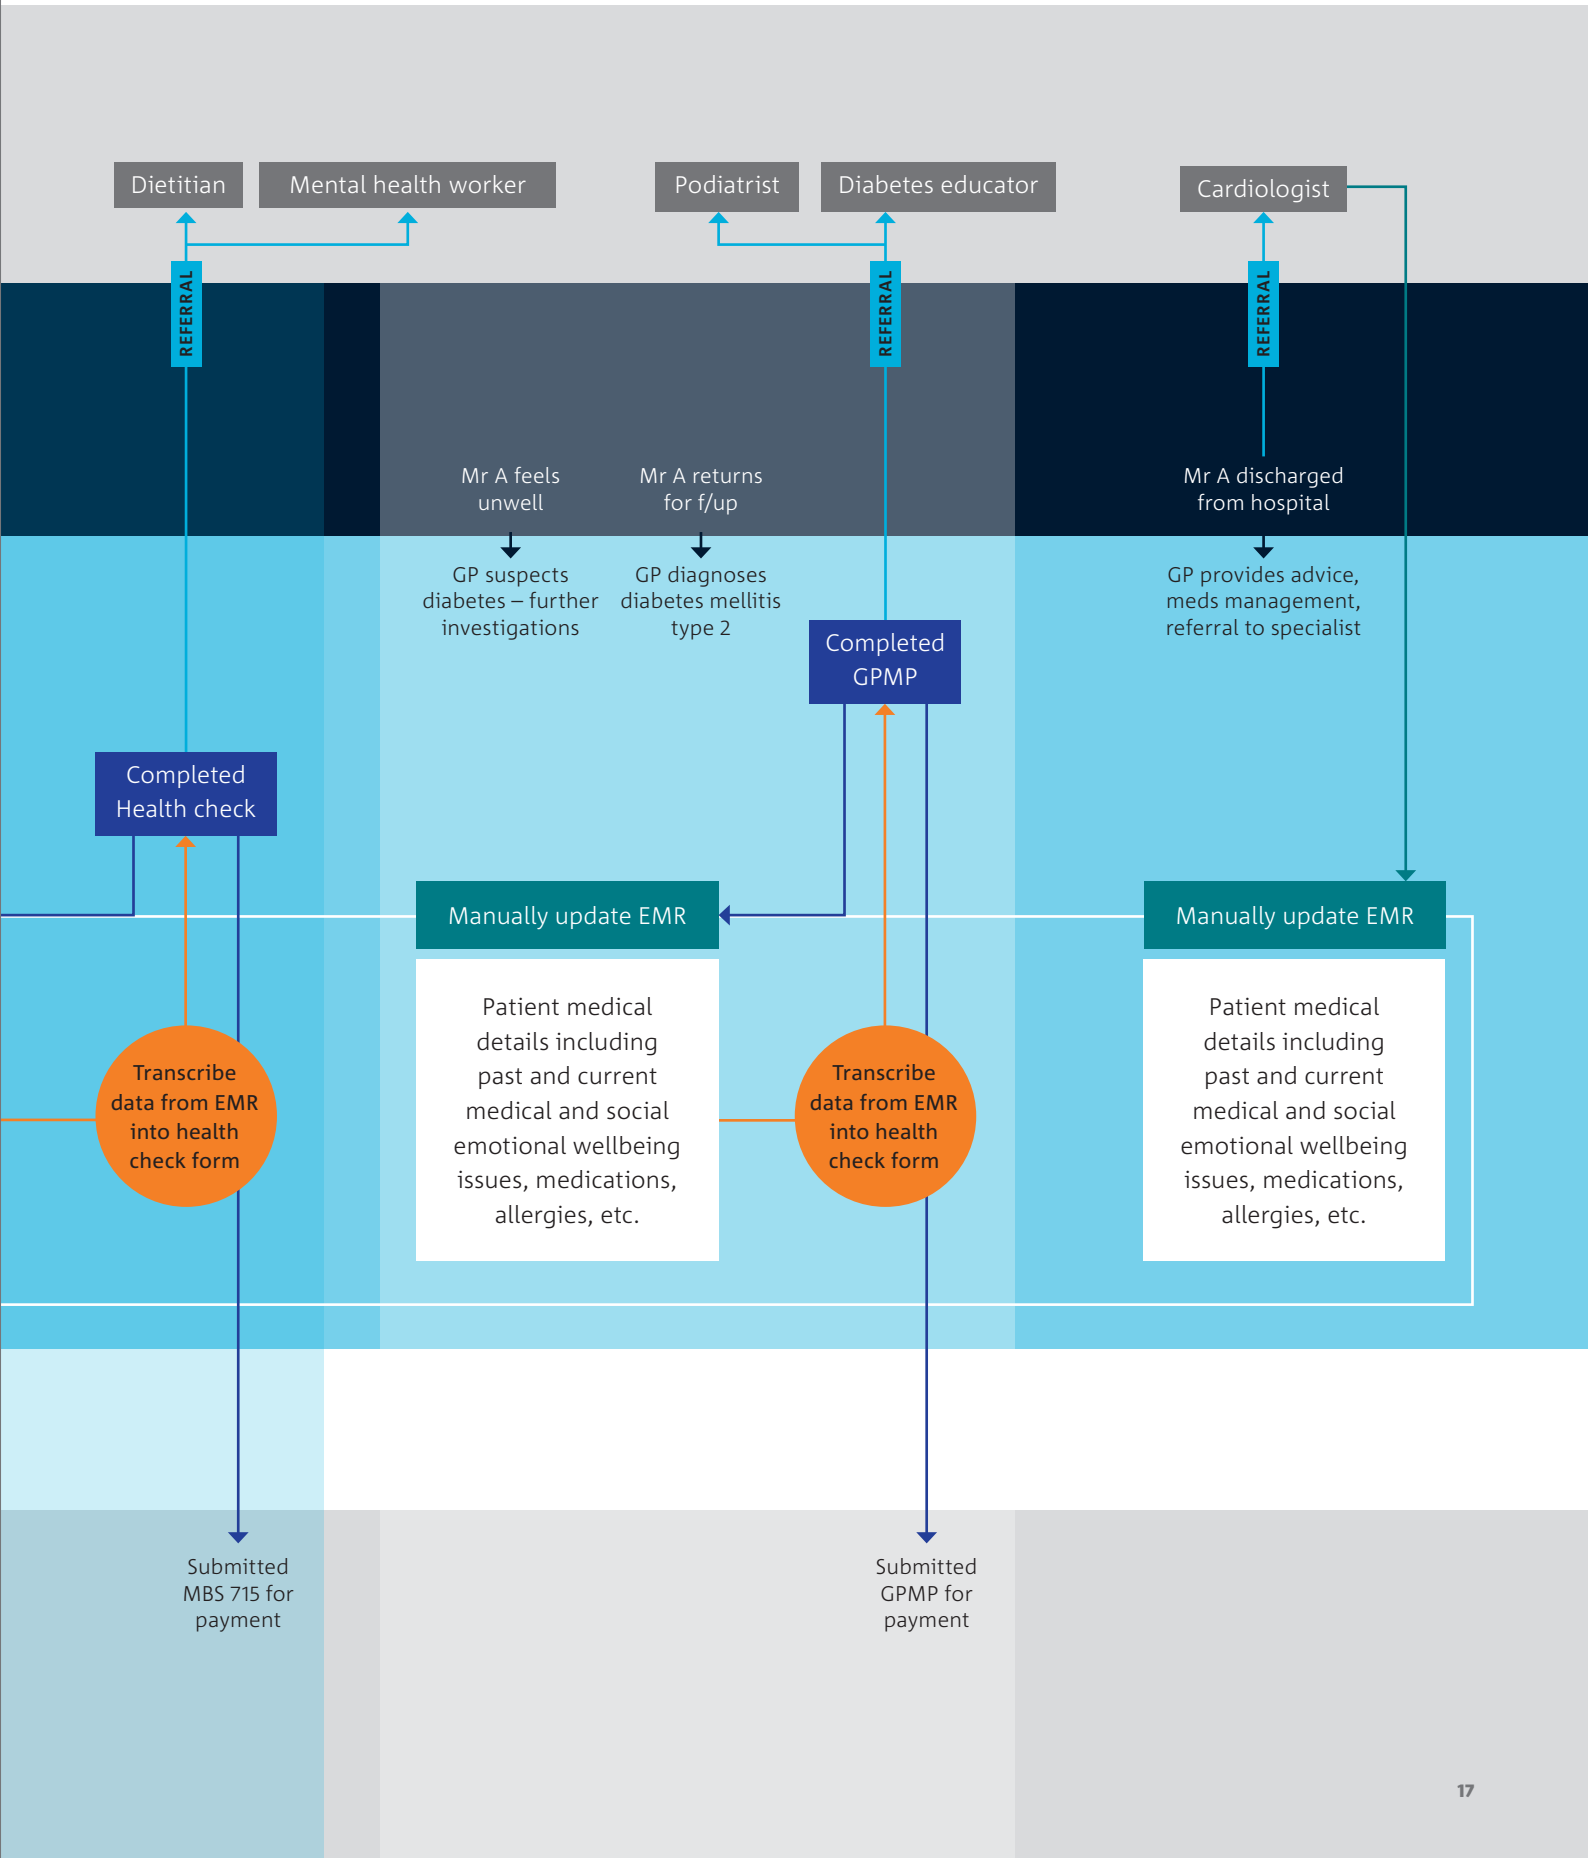 Dietitian
Mental health worker
Podiatrist
Diabetes educator
Cardiologist
REFERRAL
REFERRAL
REFERRAL
Mr A feels
unwell
Mr A returns
for f/up
Mr A discharged
from hospital
GP suspects
diabetes – further
investigations
GP diagnoses
diabetes mellitis
type 2
GP provides advice,
meds management,
referral to specialist
Completed
GPMP
Completed
Health check
Manually update EMR
Manually update EMR
Patient medical
details including
past and current
medical and social
emotional wellbeing
issues, medications,
allergies, etc.
Patient medical
details including
past and current
medical and social
emotional wellbeing
issues, medications,
allergies, etc.
Transcribe
data from EMR
into health
check form
Transcribe
data from EMR
into health
check form
Submitted
MBS 715 for
payment
Submitted
GPMP for
payment
17